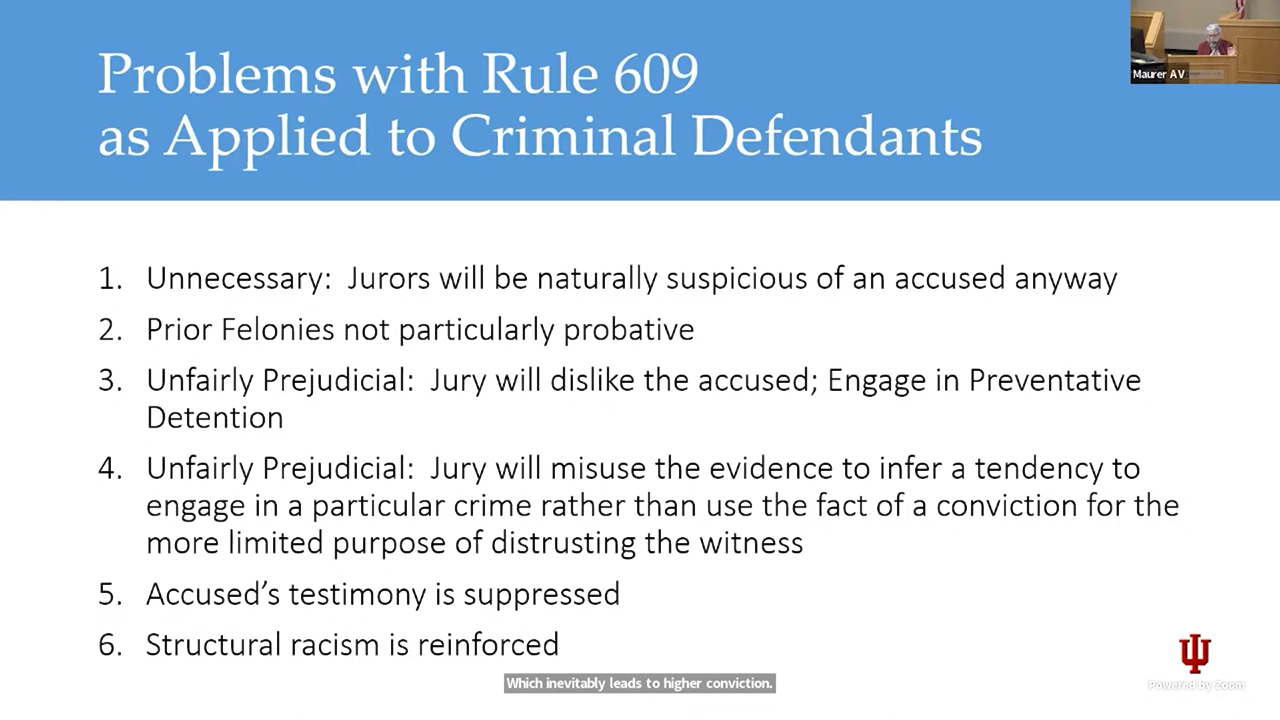 Problems with Rule 609
as Applied to Criminal Defendants
Maurer AV
1. Unnecessary: Jurors will be naturally suspicious of an accused anyway
2. Prior Felonies not particularly probative
3. Unfairly Prejudicial: Jury will dislike the accused; Engage in Preventative
Detention
4. Unfairly Prejudicial: Jury will misuse the evidence to infer a tendency to
engage in a particular crime rather than use the fact of a conviction for the
more limited purpose of distrusting the witness
5. Accused’s testimony is suppressed
6. Structural racism is reinforced
Which inevitably leads to higher conviction.
Powered by Zoom